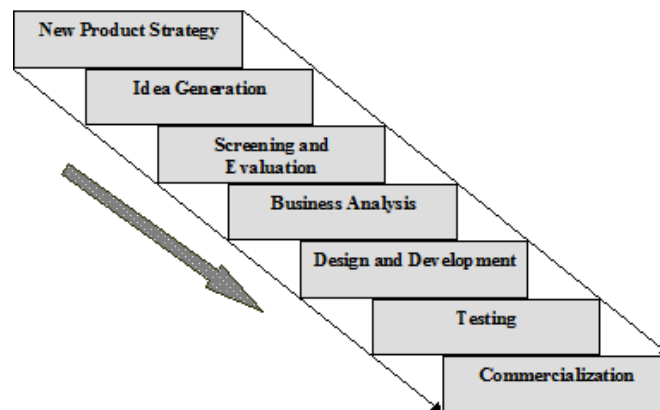 New Product Strategy
Idea Generation
Screening and
Evaluation
Business Analysis
Design and Development
Testing
Commercialization